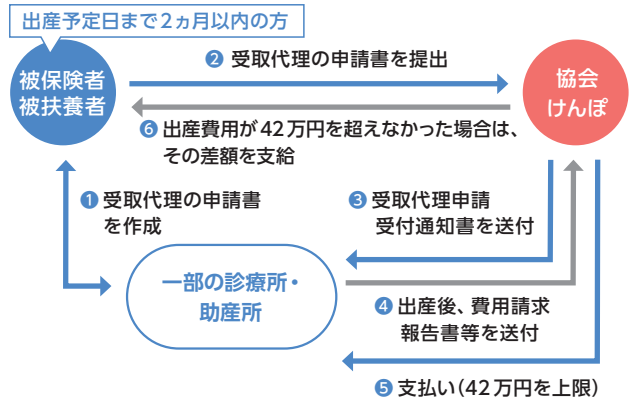 出産予定日まで2ヵ月以内の方
被保険者
被扶養者
❷ 受取代理の申請書を提出
協会
けんぽ
❻ 出産費用が42万円を超えなかった場合は、
その差額を支給
❶ 受取代理の申請書
を作成
❸ 受取代理申請
受付通知書を送付
一部の診療所・
助産所
❹ 出産後、費用請求
報告書等を送付
❺ 支払い(42万円を上限)